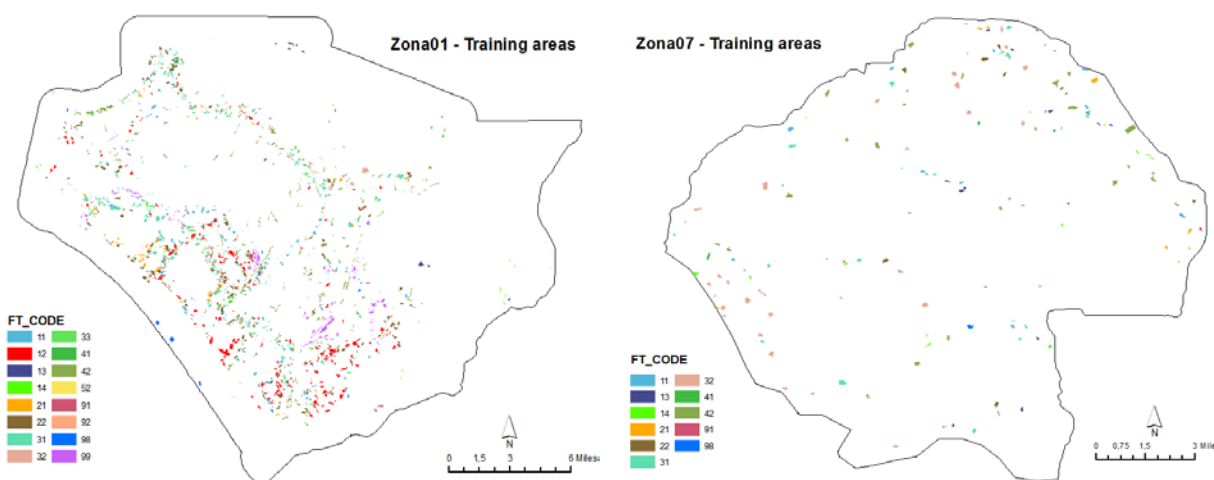 Zona01 - Training areas
FT_CODE
11 33
12 41
13 42
14 52
21 91
22 92
31 98
32 99
N
0 1,5 3 6 Miles
Zona07 - Training areas
FT_CODE
11 32
13 41
14 42
21 91
22 98
31
N
0 0,75 1,5 3 Miles